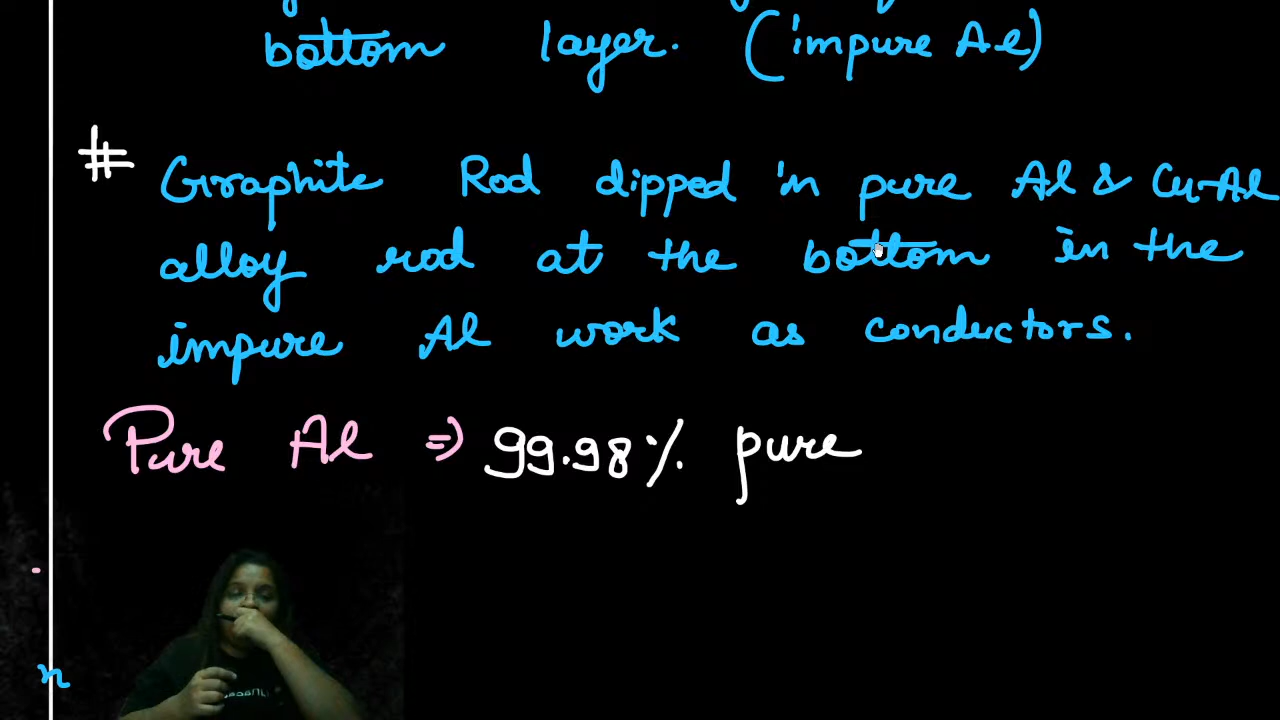 bottom layer. (impure Al)
# Graphite Rod dipped in pure Al & Cu-Al
alloy rod at the bottom in the
impure Al work as conductors.
Pure Al ⇒ 99.98% pure
n